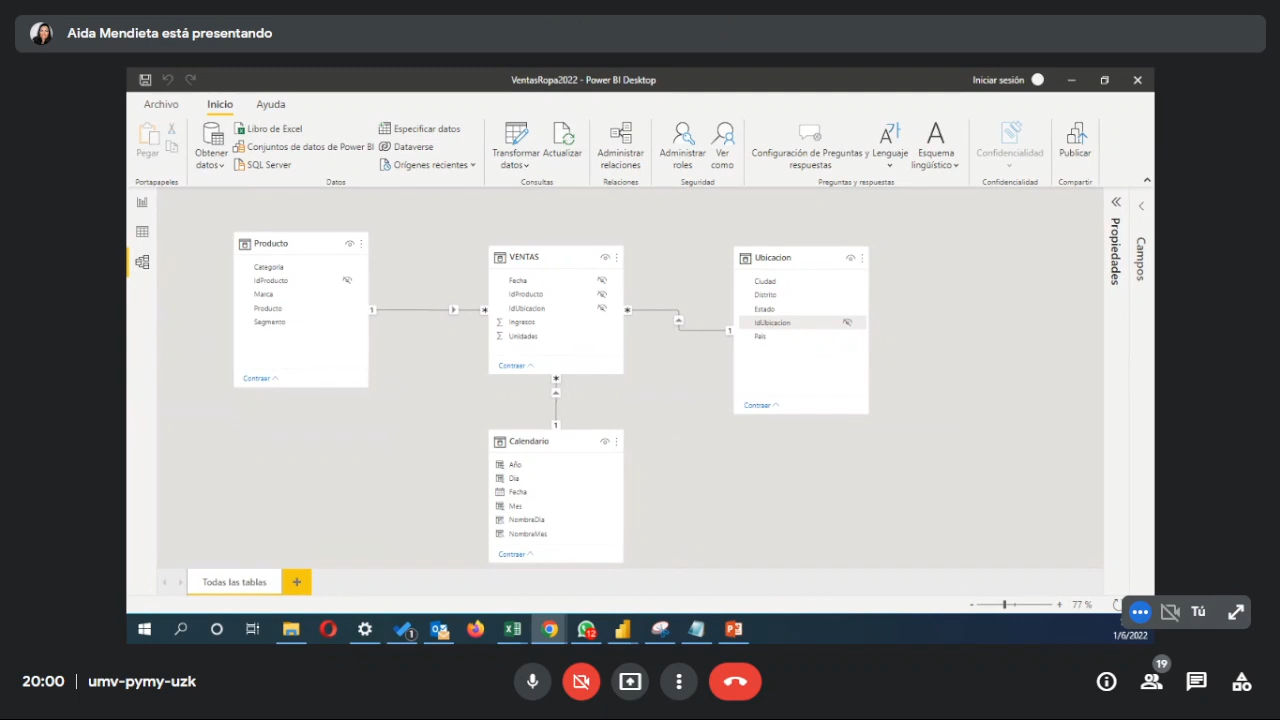 Aida Mendieta está presentando
VentasRopa2022 - Power BI Desktop
Iniciar sesión
Archivo
Inicio
Ayuda
Pegar
Obtener datos
Libro de Excel
Conjuntos de datos de Power BI
SQL Server
Especificar datos
Dataverse
Orígenes recientes
Transformar datos
Actualizar
Administrar relaciones
Administrar roles
Ver como
Configuración de Preguntas y respuestas
Lenguaje
Esquema lingüístico
Confidencialidad
Publicar
Portapapeles
Datos
Consultas
Relaciones
Seguridad
Preguntas y respuestas
Confidencialidad
Compartir
Producto
Categoria
IdProducto
Marca
Producto
Segmento
Contraer
1
*
VENTAS
Fecha
IdProducto
IdUbicacion
Σ Ingresos
Σ Unidades
Contraer
*
1
Ubicacion
Ciudad
Distrito
Estado
IdUbicacion
Pais
Contraer
*
1
Calendario
Año
Dia
Fecha
Mes
NombreDia
NombreMes
Contraer
Propiedades
Campos
Todas las tablas
+
- + 77 %
Tú
1
12
1/6/2022
20:00 | umv-pymy-uzk
19